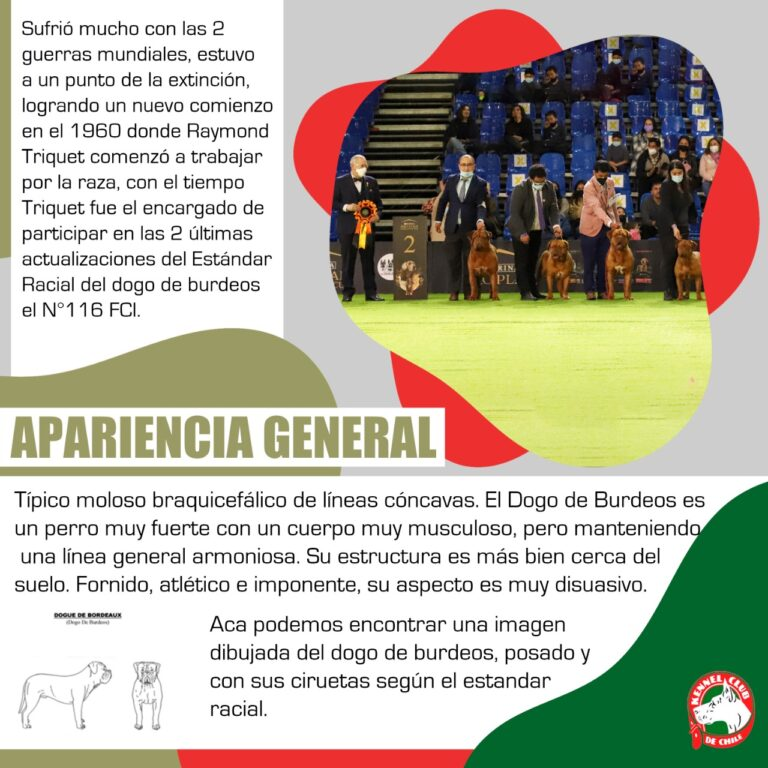 Sufrió mucho con las 2
guerras mundiales, estuvo
a un punto de la extinción,
logrando un nuevo comienzo
en el 1960 donde Raymond
Triquet comenzó a trabajar
por la raza, con el tiempo
Triquet fue el encargado de
participar en las 2 últimas
actualizaciones del Estándar
Racial del dogo de burdeos
el N°116 FCI.
2
APARIENCIA GENERAL
Típico moloso braquicefálico de líneas cóncavas. El Dogo de Burdeos es
un perro muy fuerte con un cuerpo muy musculoso, pero manteniendo
una línea general armoniosa. Su estructura es más bien cerca del
suelo. Fornido, atlético e imponente, su aspecto es muy disuasivo.
DOGUE DE BORDEAUX
(Dogo De Burdeos)
Aca podemos encontrar una imagen
dibujada del dogo de burdeos, posado y
con sus ciruetas según el estandar
racial.
KENNEL CLUB
DE CHILE